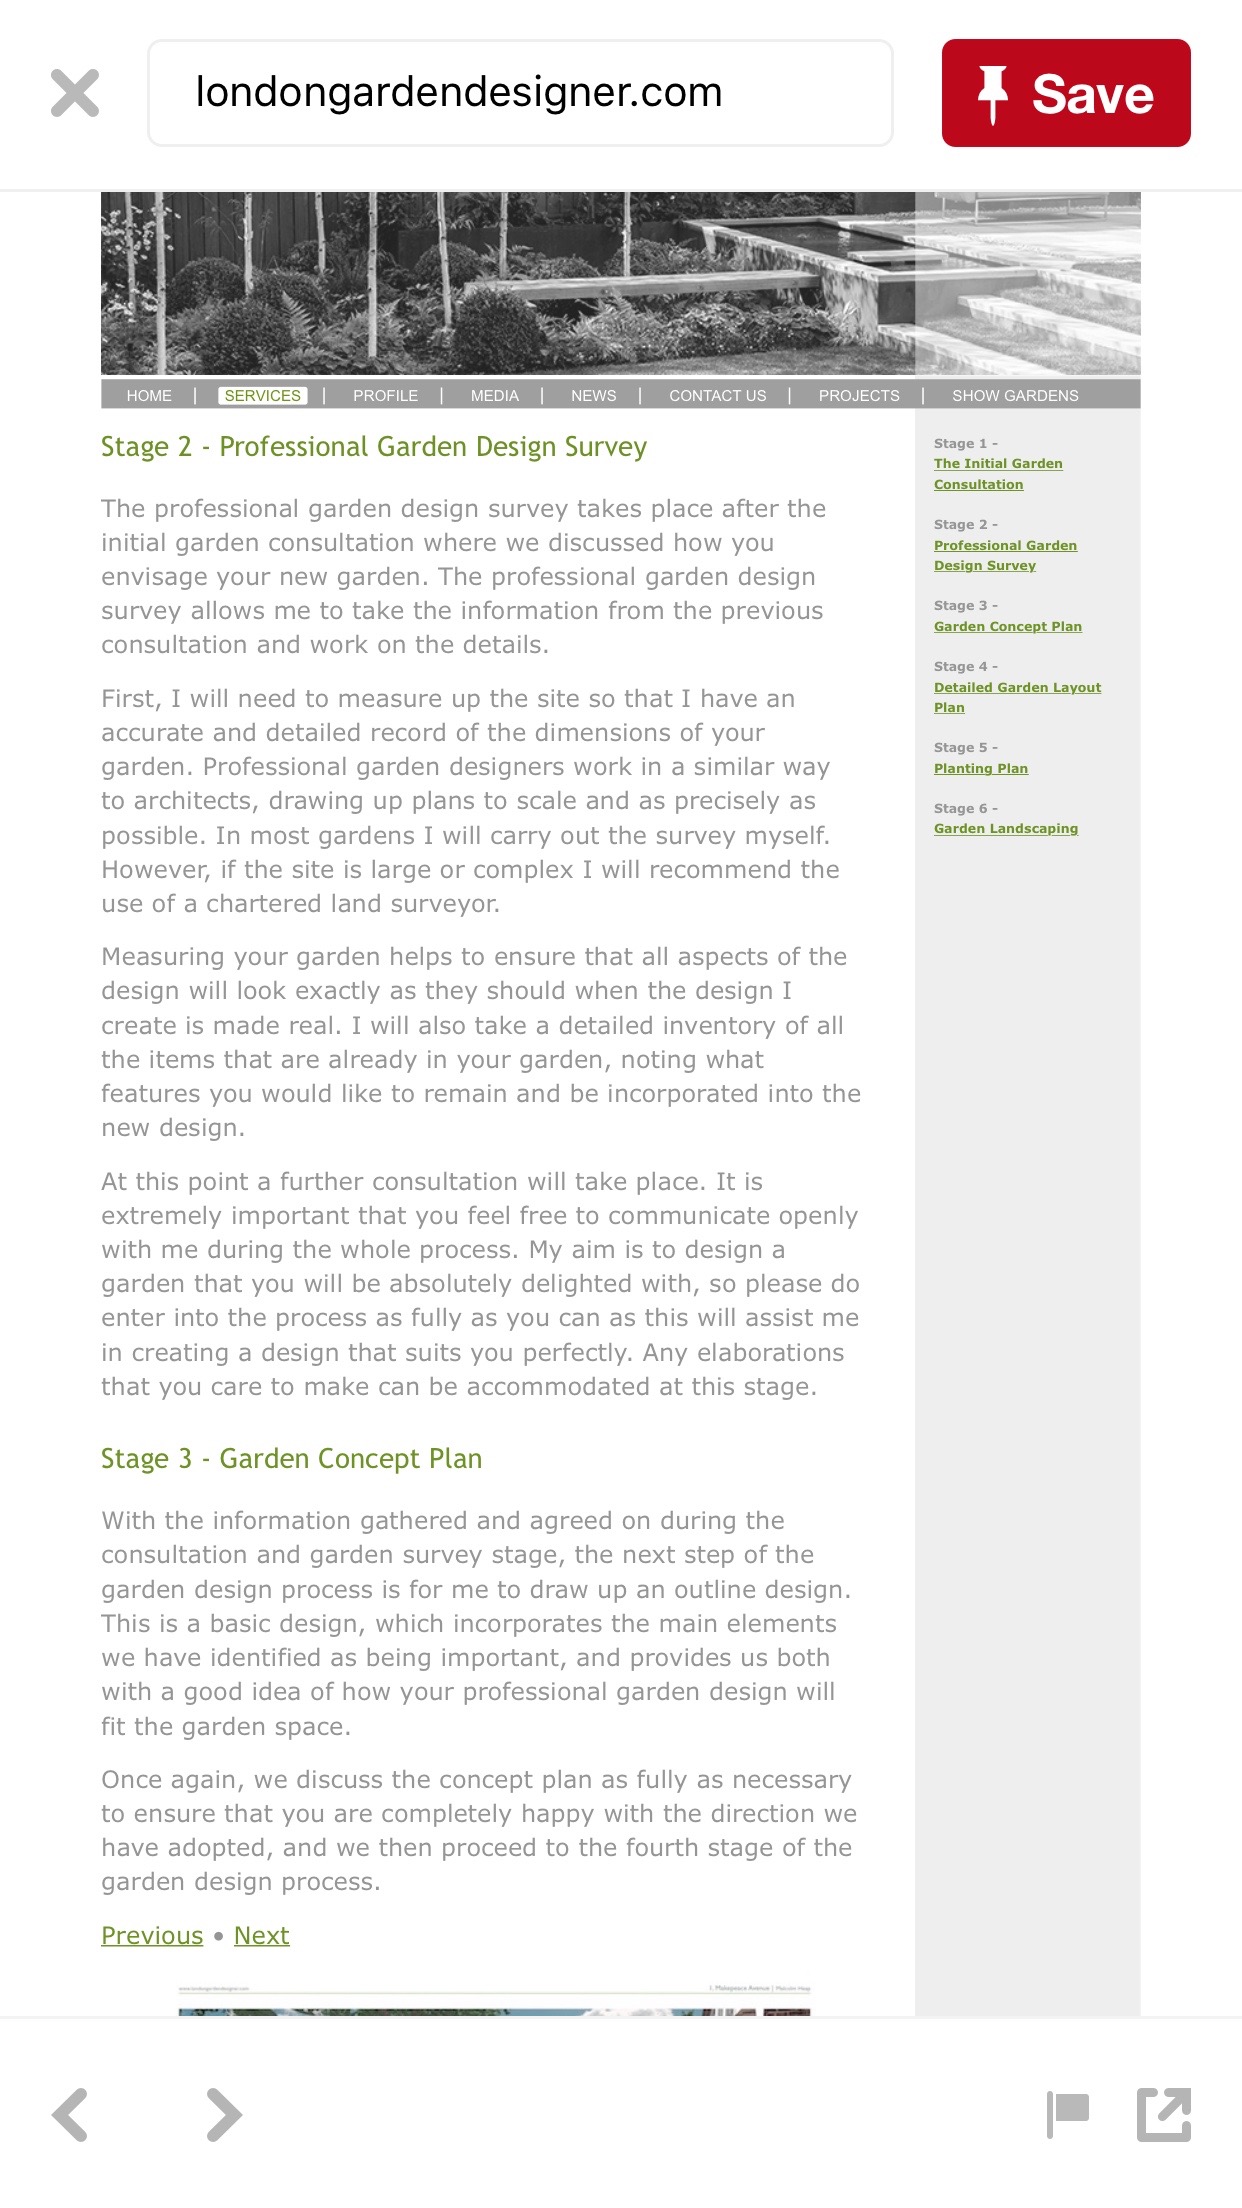 londongardendesigner.com
Save
HOME | SERVICES | PROFILE | MEDIA | NEWS | CONTACT US | PROJECTS | SHOW GARDENS
Stage 2 - Professional Garden Design Survey
The professional garden design survey takes place after the
initial garden consultation where we discussed how you
envisage your new garden. The professional garden design
survey allows me to take the information from the previous
consultation and work on the details.
First, I will need to measure up the site so that I have an
accurate and detailed record of the dimensions of your
garden. Professional garden designers work in a similar way
to architects, drawing up plans to scale and as precisely as
possible. In most gardens I will carry out the survey myself.
However, if the site is large or complex I will recommend the
use of a chartered land surveyor.
Measuring your garden helps to ensure that all aspects of the
design will look exactly as they should when the design I
create is made real. I will also take a detailed inventory of all
the items that are already in your garden, noting what
features you would like to remain and be incorporated into the
new design.
At this point a further consultation will take place. It is
extremely important that you feel free to communicate openly
with me during the whole process. My aim is to design a
garden that you will be absolutely delighted with, so please do
enter into the process as fully as you can as this will assist me
in creating a design that suits you perfectly. Any elaborations
that you care to make can be accommodated at this stage.
Stage 3 - Garden Concept Plan
With the information gathered and agreed on during the
consultation and garden survey stage, the next step of the
garden design process is for me to draw up an outline design.
This is a basic design, which incorporates the main elements
we have identified as being important, and provides us both
with a good idea of how your professional garden design will
fit the garden space.
Once again, we discuss the concept plan as fully as necessary
to ensure that you are completely happy with the direction we
have adopted, and we then proceed to the fourth stage of the
garden design process.
Previous • Next
www.londongardendesigner.com
1, Makepeace Avenue | Malcolm Heap
Stage 1 -
The Initial Garden
Consultation
Stage 2 -
Professional Garden
Design Survey
Stage 3 -
Garden Concept Plan
Stage 4 -
Detailed Garden Layout
Plan
Stage 5 -
Planting Plan
Stage 6 -
Garden Landscaping